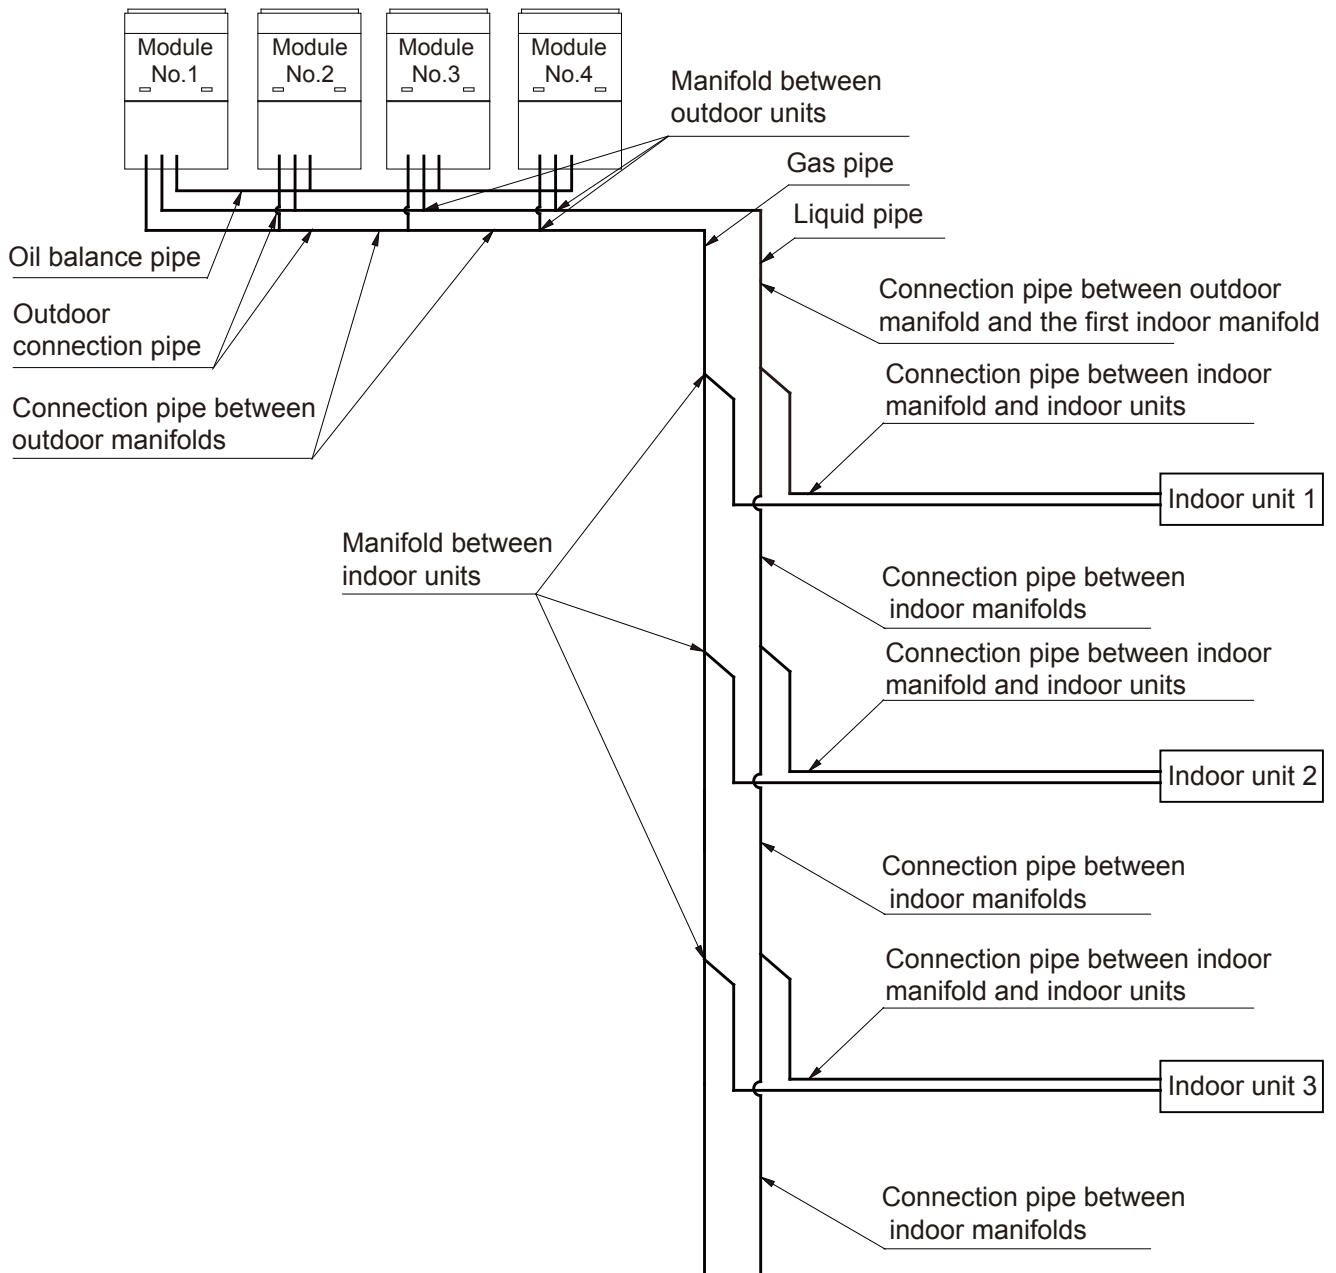 Module
No.1
Module
No.2
Module
No.3
Module
No.4
Manifold between
outdoor units
Gas pipe
Liquid pipe
Oil balance pipe
Outdoor
connection pipe
Connection pipe between outdoor
manifold and the first indoor manifold
Connection pipe between indoor
manifold and indoor units
Connection pipe between
outdoor manifolds
Indoor unit 1
Manifold between
indoor units
Connection pipe between
indoor manifolds
Connection pipe between indoor
manifold and indoor units
Indoor unit 2
Connection pipe between
indoor manifolds
Connection pipe between indoor
manifold and indoor units
Indoor unit 3
Connection pipe between
indoor manifolds